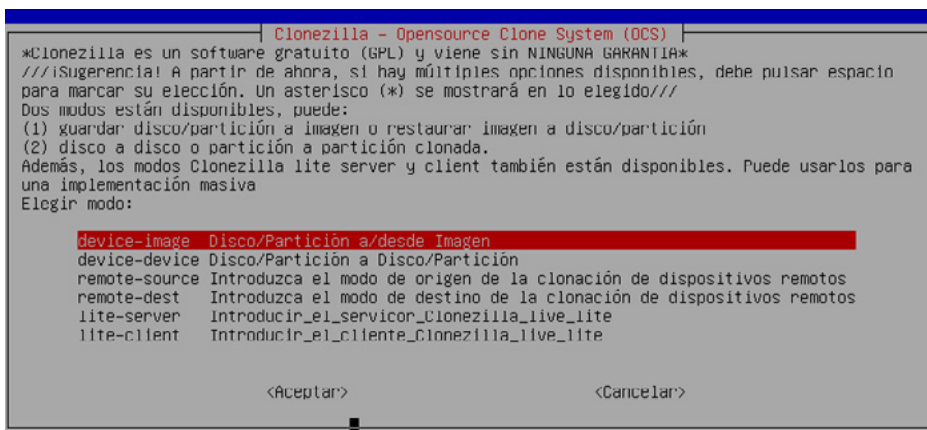 Clonezilla - Opensource Clone System (OCS)
*Clonezilla es un software gratuito (GPL) y viene sin NINGUNA GARANTIA*
///¡Sugerencia! A partir de ahora, si hay múltiples opciones disponibles, debe pulsar espacio
para marcar su elección. Un asterisco (*) se mostrará en lo elegido///
Dos modos están disponibles, puede:
(1) guardar disco/partición a imagen o restaurar imagen a disco/partición
(2) disco a disco o partición a partición clonada.
Además, los modos Clonezilla lite server y client también están disponibles. Puede usarlos para
una implementación masiva
Elegir modo:
device-image Disco/Partición a/desde Imagen
device-device Disco/Partición a Disco/Partición
remote-source Introduzca el modo de origen de la clonación de dispositivos remotos
remote-dest Introduzca el modo de destino de la clonación de dispositivos remotos
lite-server Introducir_el_servicor_Clonezilla_live_lite
lite-client Introducir_el_cliente_Clonezilla_live_lite
<Aceptar> <Cancelar>